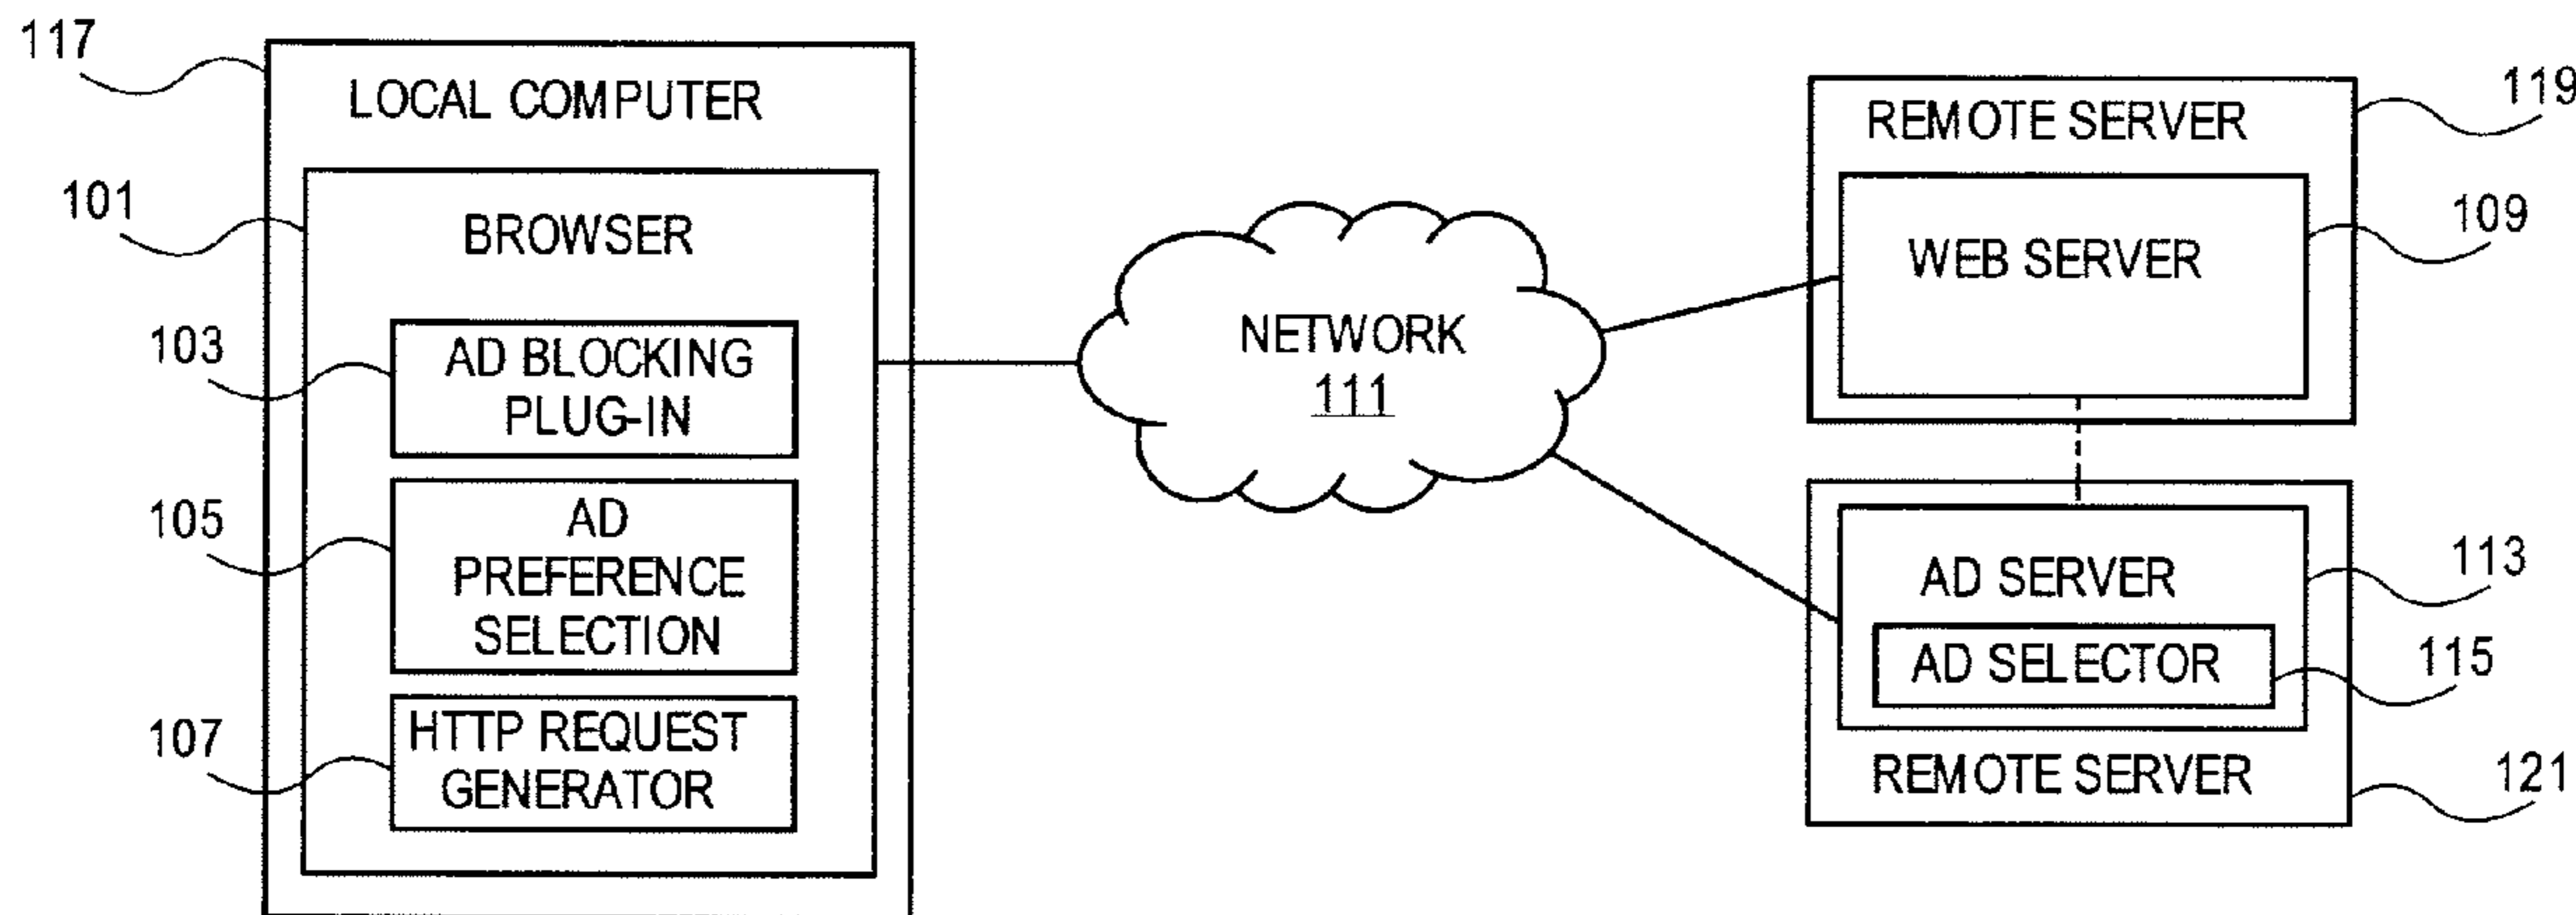 117
LOCAL COMPUTER
101
BROWSER
103
AD BLOCKING
PLUG-IN
105
AD
PREFERENCE
SELECTION
107
HTTP REQUEST
GENERATOR
NETWORK
111
REMOTE SERVER
119
WEB SERVER
109
AD SERVER
113
AD SELECTOR
115
REMOTE SERVER
121